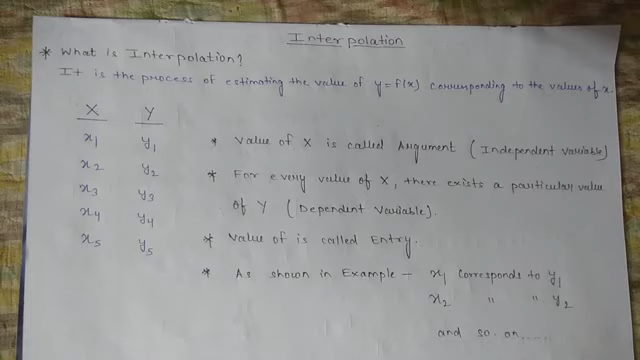 Interpolation
* What is Interpolation?
It is the process of estimating the value of y=f(x) corresponding to the values of x.
X Y
x₁ y₁
* Value of X is called Argument (Independent Variable)
x₂ y₂
* For every value of X, there exists a particular value
x₃ y₃
of Y (Dependent Variable).
x₄ y₄
x₅ y₅
* Value of is called Entry.
* As shown in Example - x₁ corresponds to y₁
x₂ " " y₂
and so on.....